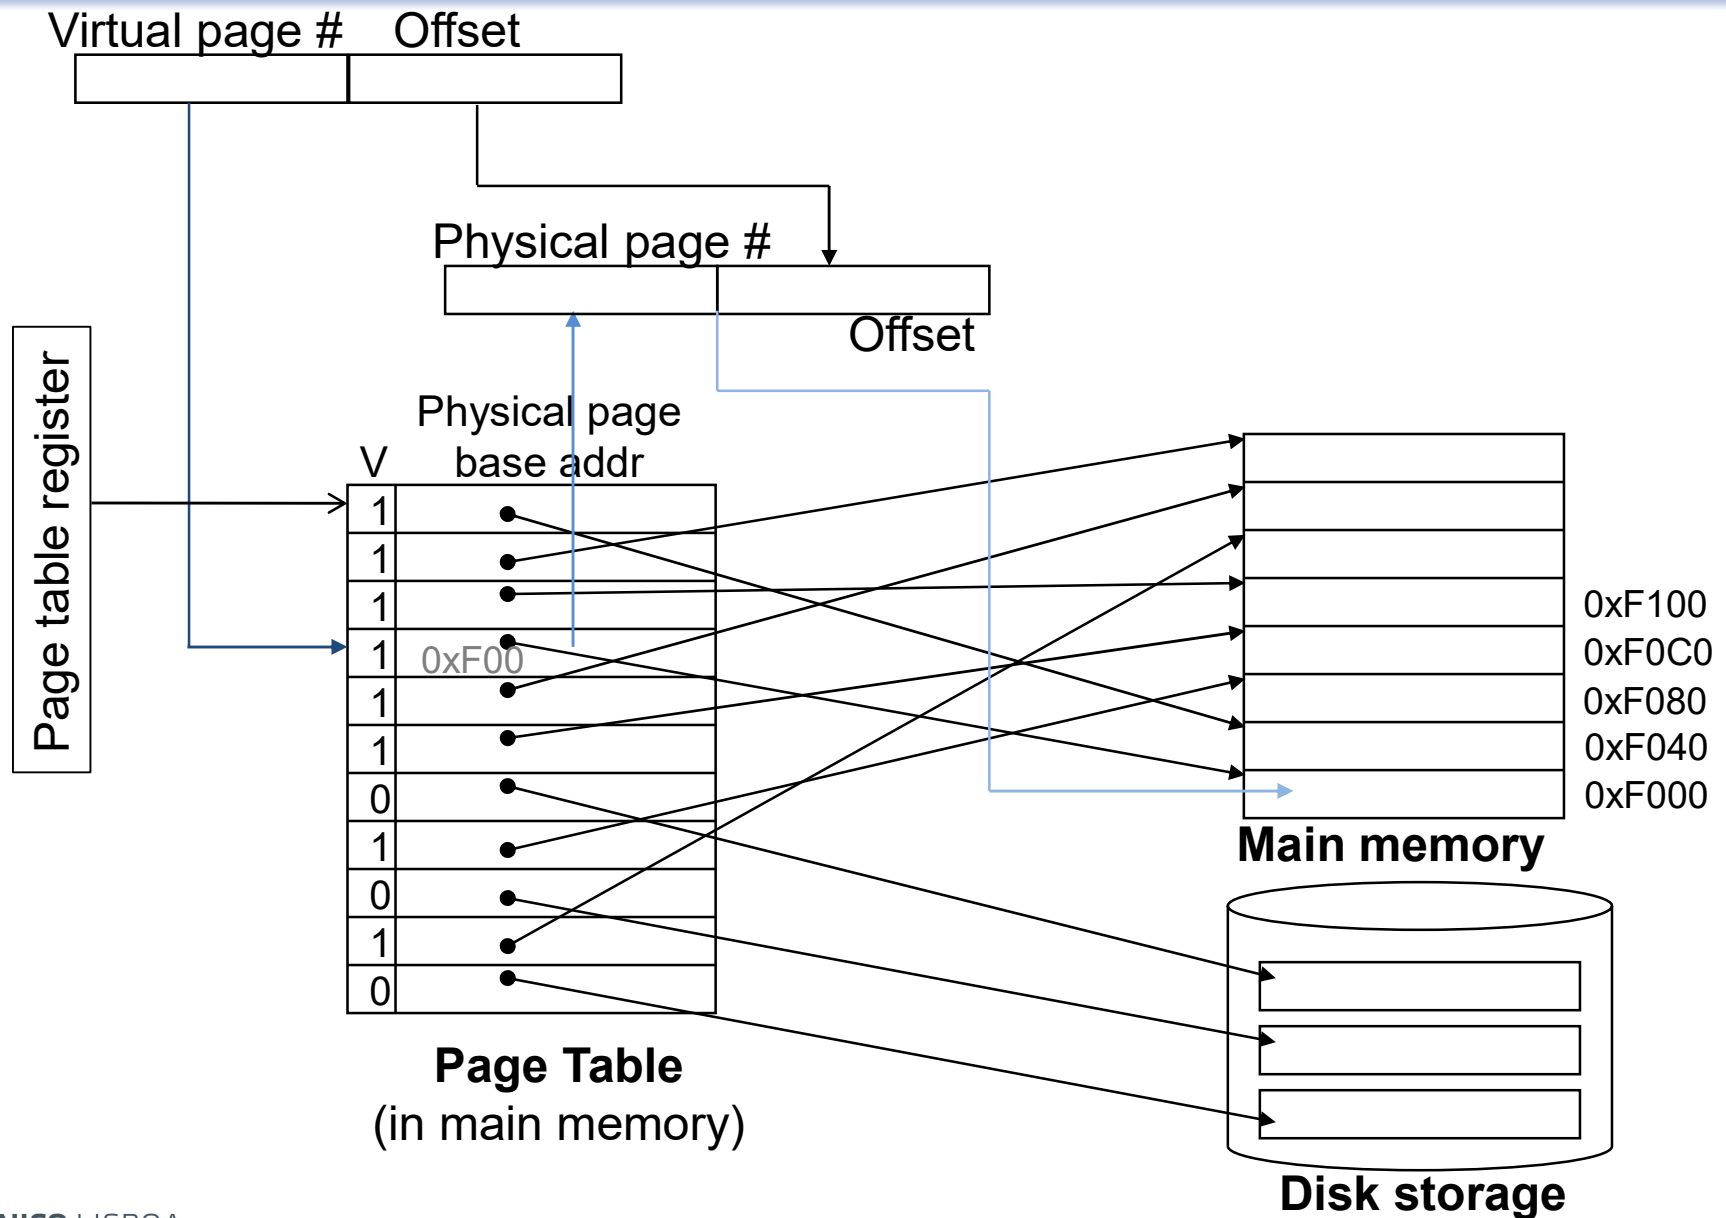 Virtual page # Offset
Physical page #
Offset
Page table register
Physical page
V base addr
1
1
1
1 0xF00
1
1
0
1
0
1
0
0xF100
0xF0C0
0xF080
0xF040
0xF000
Main memory
Page Table
(in main memory)
Disk storage